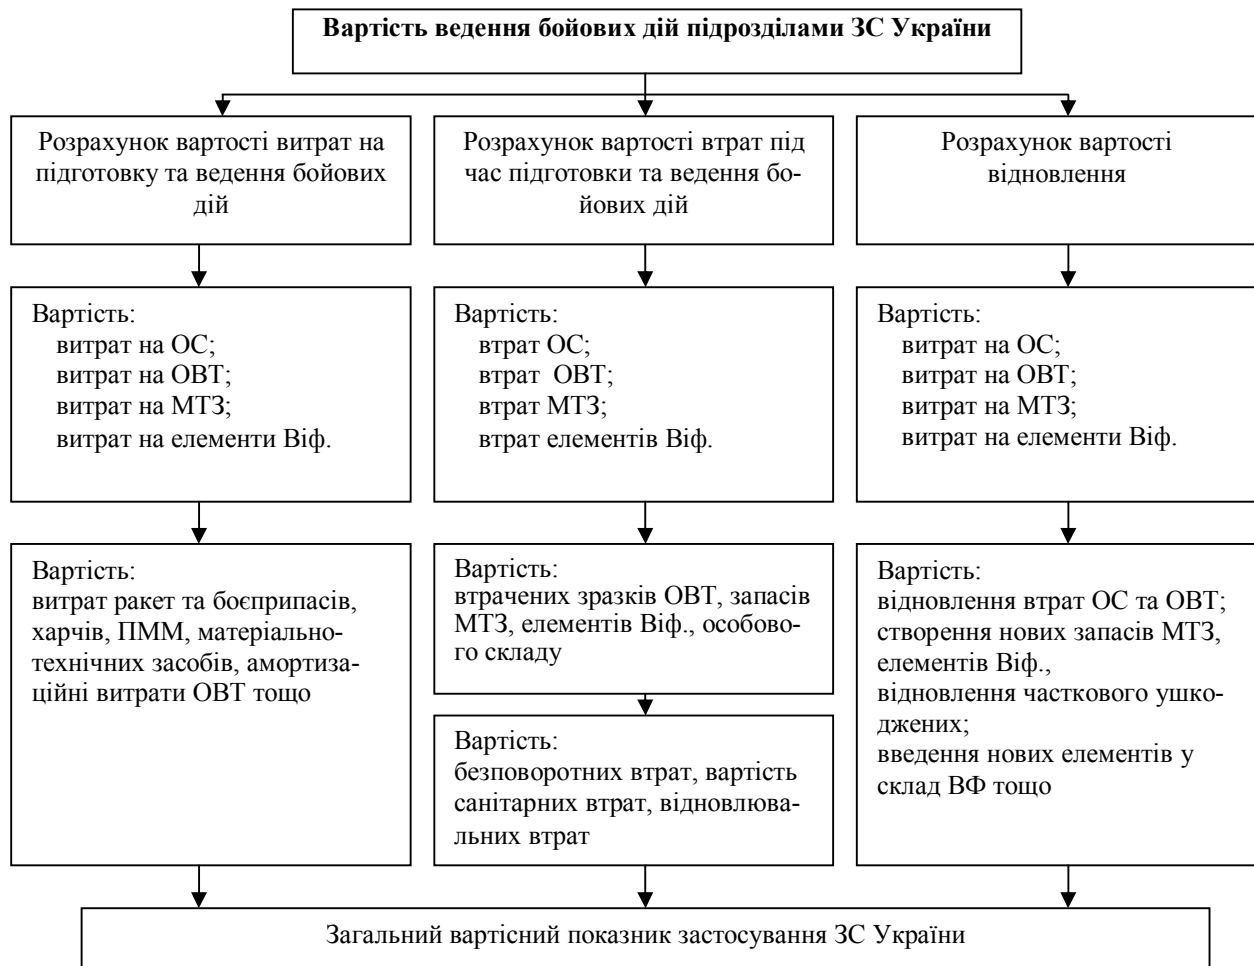 Вартість ведення бойових дій підрозділами ЗС України
Розрахунок вартості витрат на
підготовку та ведення бойових
дій
Розрахунок вартості втрат під
час підготовки та ведення бо-
йових дій
Розрахунок вартості
відновлення
Вартість:
витрат на ОС;
витрат на ОВТ;
витрат на МТЗ;
витрат на елементи Віф.
Вартість:
втрат ОС;
втрат ОВТ;
втрат МТЗ;
втрат елементів Віф.
Вартість:
витрат на ОС;
витрат на ОВТ;
витрат на МТЗ;
витрат на елементи Віф.
Вартість:
витрат ракет та боєприпасів,
харчів, ПММ, матеріально-
технічних засобів, амортиза-
ційні витрати ОВТ тощо
Вартість:
втрачених зразків ОВТ, запасів
МТЗ, елементів Віф., особово-
го складу
Вартість:
безповоротних втрат, вартість
санітарних втрат, відновлюва-
льних втрат
Вартість:
відновлення втрат ОС та ОВТ;
створення нових запасів МТЗ,
елементів Віф.,
відновлення часткового ушко-
джених;
введення нових елементів у
склад ВФ тощо
Загальний вартісний показник застосування ЗС України